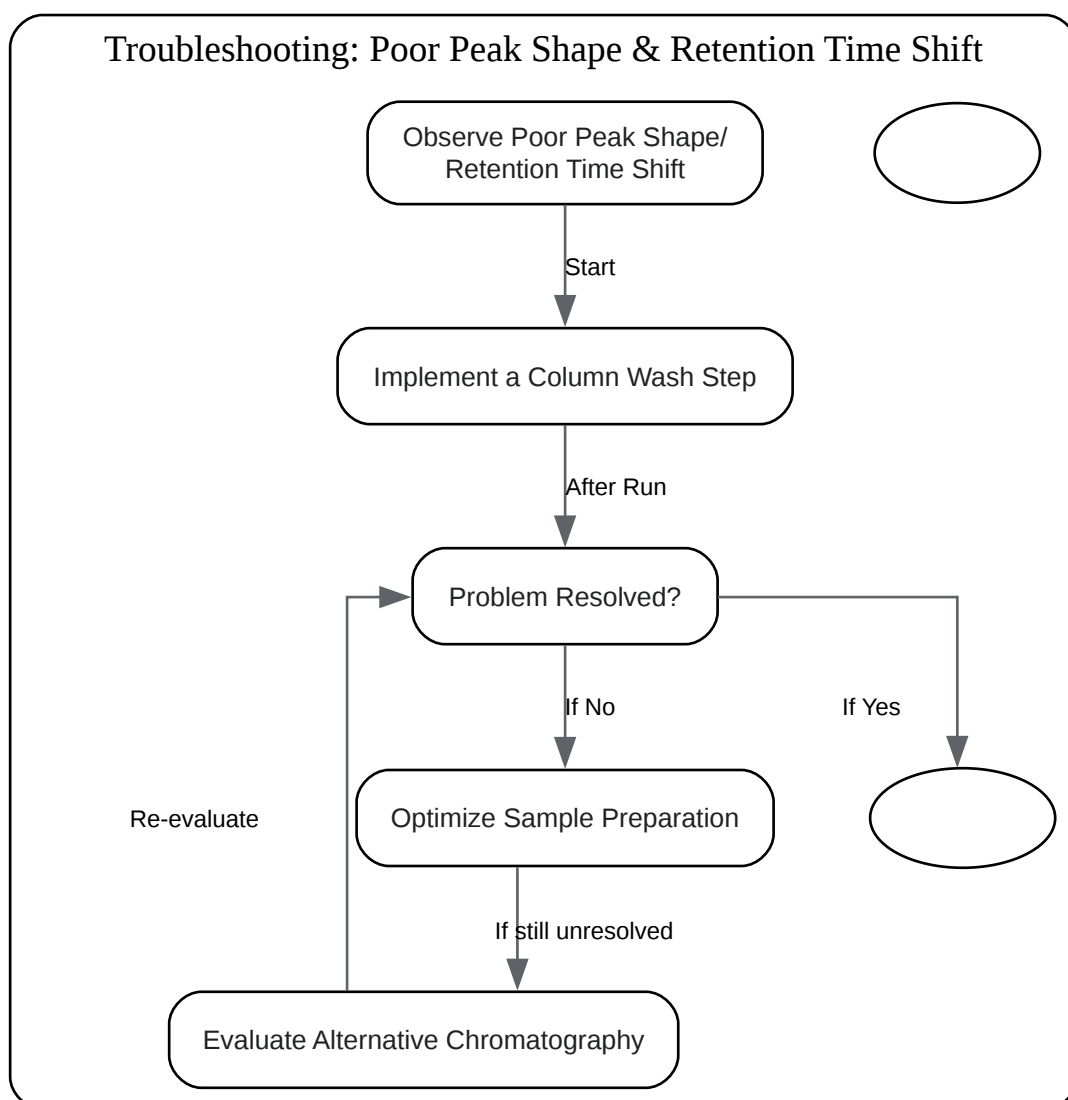 Troubleshooting: Poor Peak Shape & Retention Time Shift
Observe Poor Peak Shape/
Retention Time Shift
Start
Implement a Column Wash Step
After Run
Problem Resolved?
If No
If Yes
Re-evaluate
Optimize Sample Preparation
If still unresolved
Evaluate Alternative Chromatography